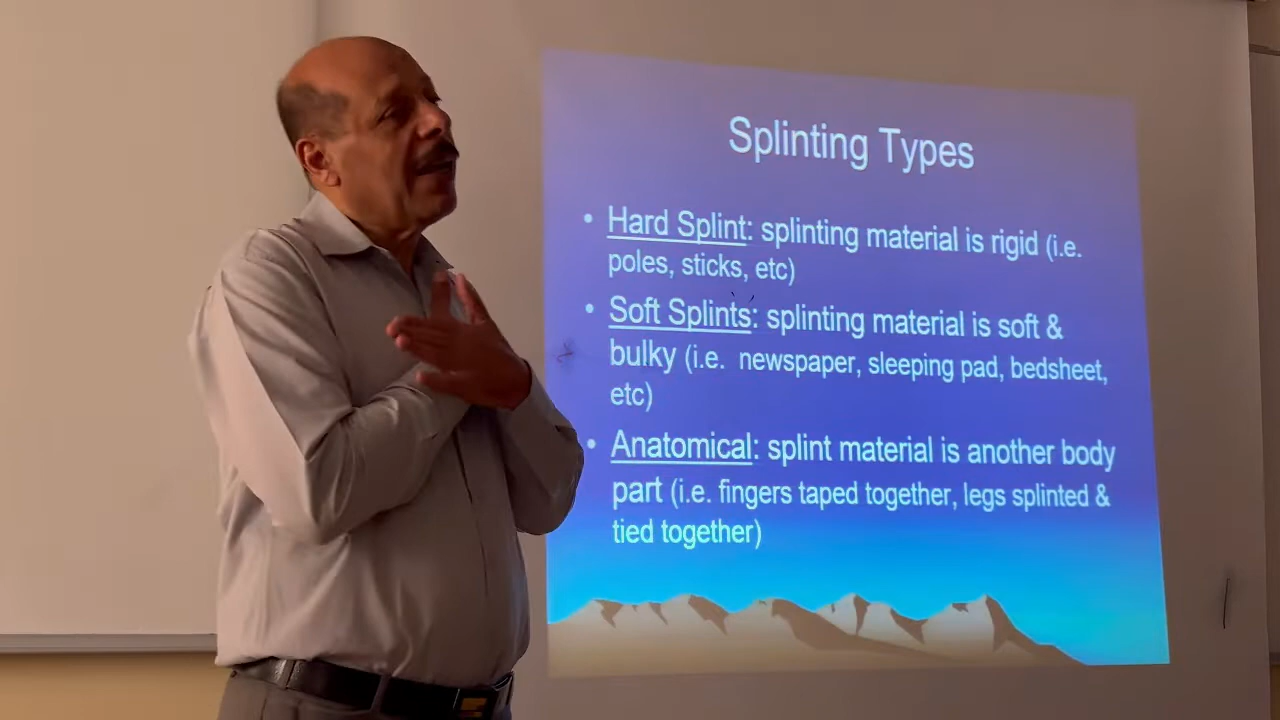 Splinting Types
• Hard Splint: splinting material is rigid (i.e.
poles, sticks, etc)
• Soft Splints: splinting material is soft &
bulky (i.e. newspaper, sleeping pad, bedsheet,
etc)
• Anatomical: splint material is another body
part (i.e. fingers taped together, legs splinted &
tied together)